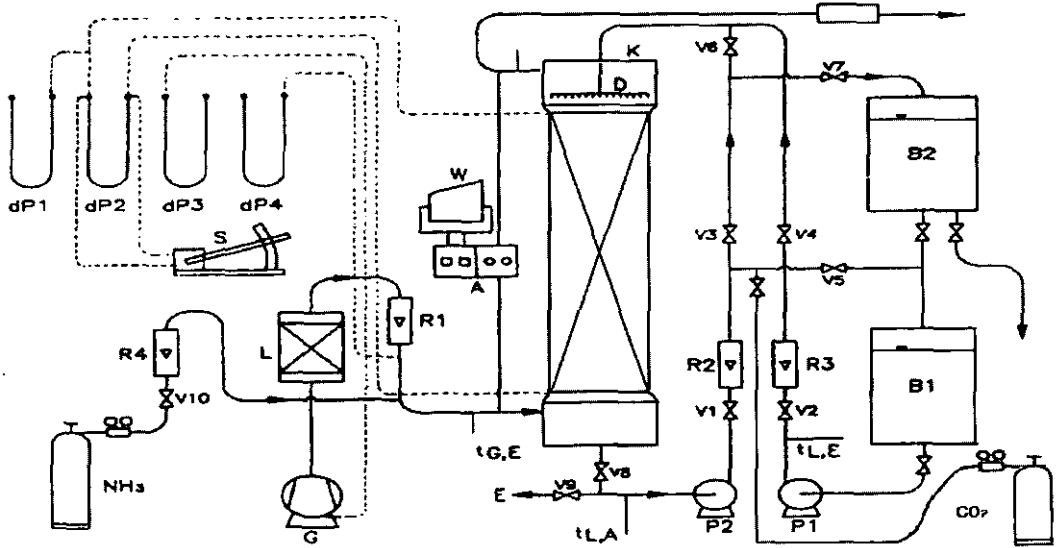 V6
K
V7
D
B2
W
dP1
dP2
dP3
dP4
S
V3
V4
V5
A
R1
L
R4
R2
R3
B1
V10
V1
V2
tG,E
tL,E
V8
NH3
E
V9
P2
P1
CO2
G
tL,A